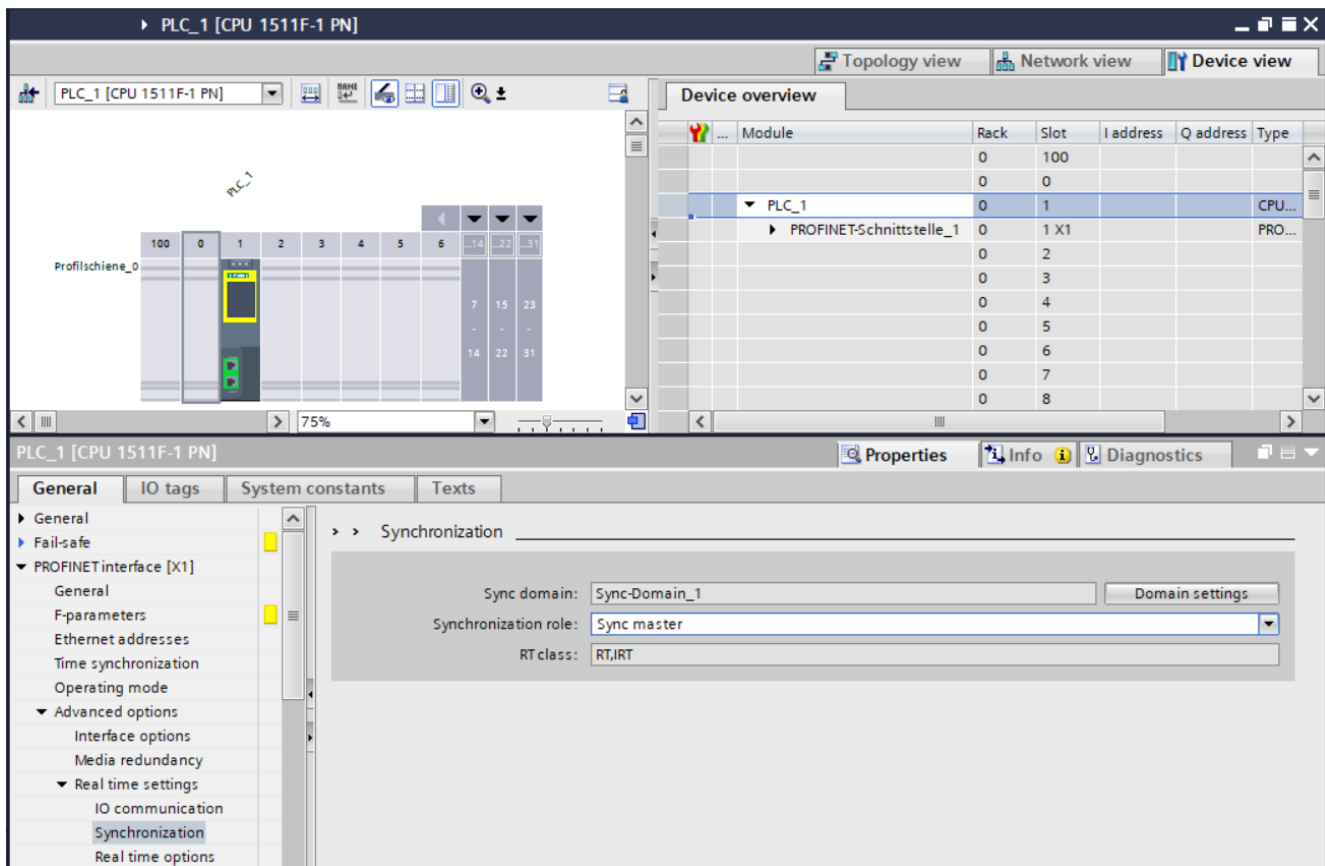 PLC_1 [CPU 1511F-1 PN]
Topology view Network view Device view
PLC_1 [CPU 1511F-1 PN]
Device overview
... Module Rack Slot I address Q address Type
0 100
0 0
PLC_1 0 1 CPU...
PROFINET-Schnittstelle_1 0 1 X1 PRO...
0 2
0 3
0 4
0 5
0 6
0 7
0 8
PLC_1
100 0 1 2 3 4 5 6 ...14 ...22 ...31
Profilschiene_0
7 15 23
- - -
14 22 31
75%
PLC_1 [CPU 1511F-1 PN]
Properties Info Diagnostics
General IO tags System constants Texts
General
Fail-safe
PROFINET interface [X1]
General
F-parameters
Ethernet addresses
Time synchronization
Operating mode
Advanced options
Interface options
Media redundancy
Real time settings
IO communication
Synchronization
Real time options
> > Synchronization
Sync domain: Sync-Domain_1 Domain settings
Synchronization role: Sync master
RT class: RT,IRT